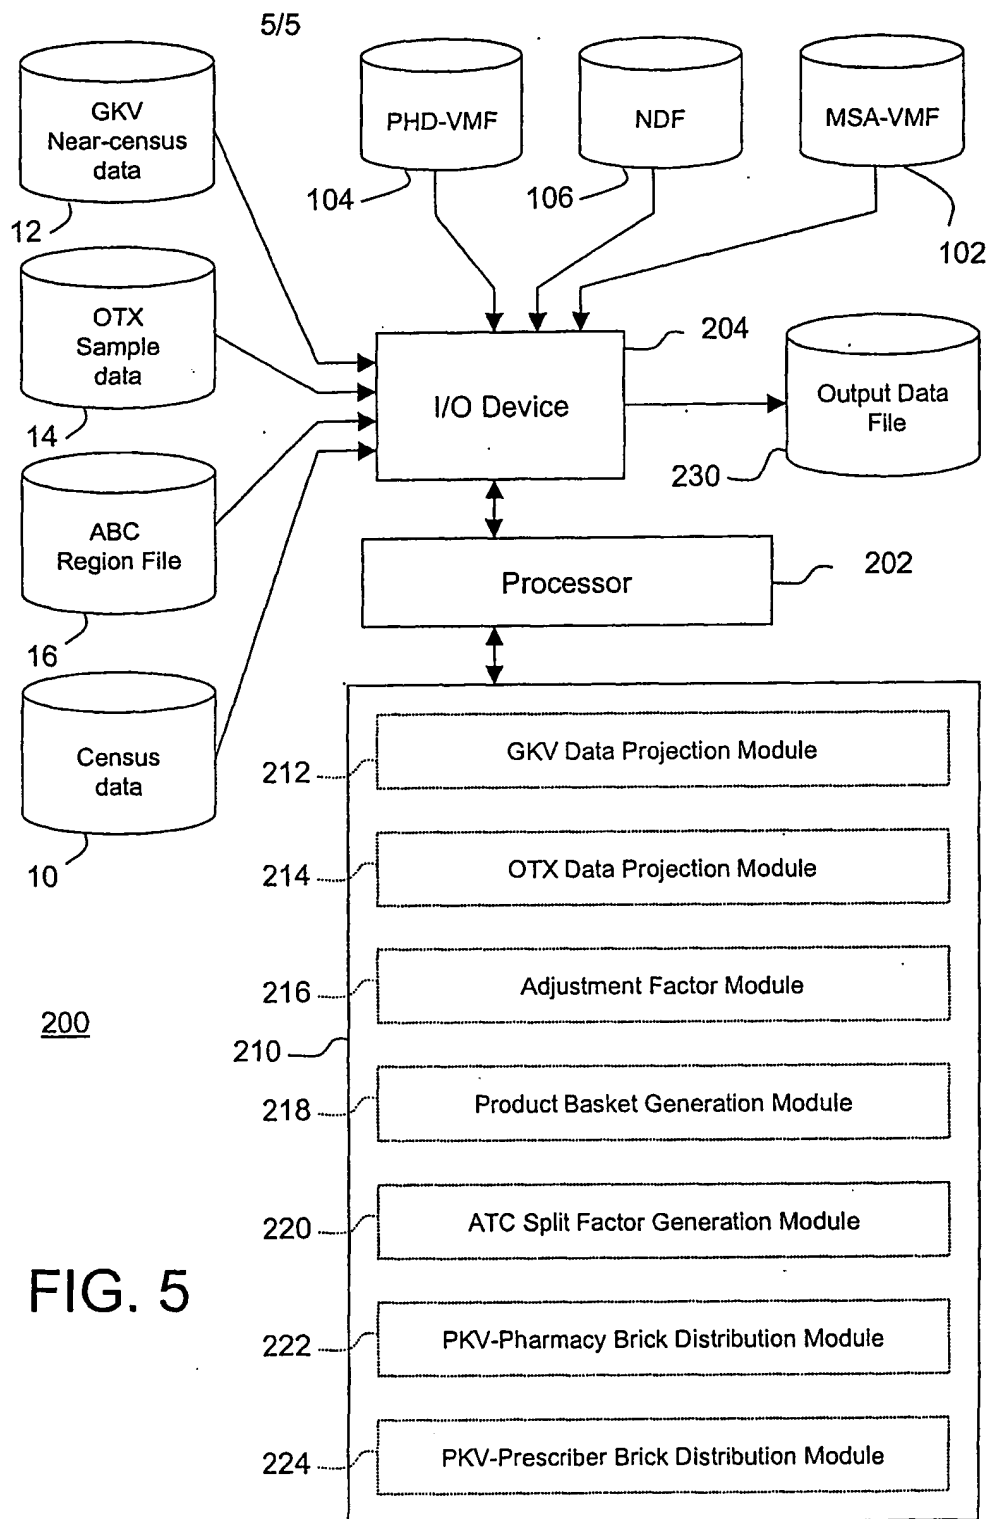 5/5
GKV
Near-census
data
12
PHD-VMF
104
NDF
106
MSA-VMF
102
OTX
Sample
data
14
I/O Device
204
Output Data
File
230
ABC
Region File
16
Processor
202
Census
data
10
GKV Data Projection Module
212
OTX Data Projection Module
214
Adjustment Factor Module
216
200
210
Product Basket Generation Module
218
ATC Split Factor Generation Module
220
FIG. 5
PKV-Pharmacy Brick Distribution Module
222
PKV-Prescriber Brick Distribution Module
224